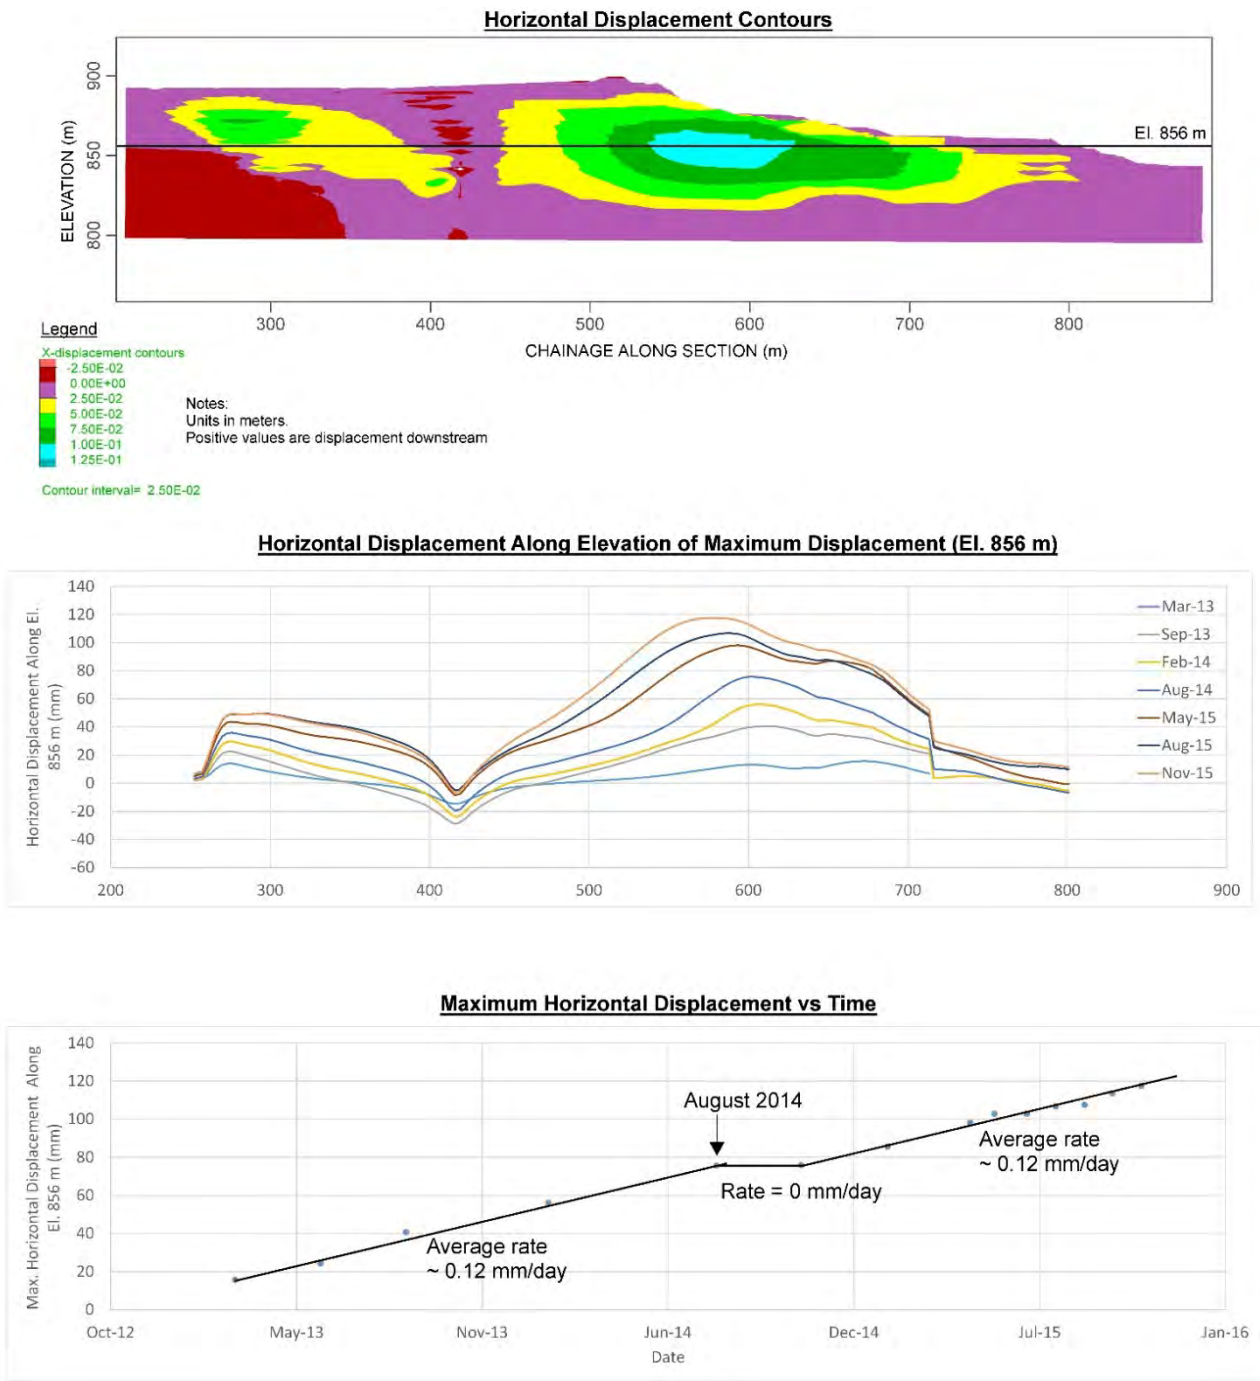 Horizontal Displacement Contours
ELEVATION (m)
900
850
800
El. 856 m
300 400 500 600 700 800
CHAINAGE ALONG SECTION (m)
Legend
X-displacement contours
-2.50E-02
0.00E+00
2.50E-02
5.00E-02
7.50E-02
1.00E-01
1.25E-01
Contour interval= 2.50E-02
Notes:
Units in meters.
Positive values are displacement downstream
Horizontal Displacement Along Elevation of Maximum Displacement (El. 856 m)
Horizontal Displacement Along El.
856 m (mm)
140
120
100
80
60
40
20
0
-20
-40
-60
200 300 400 500 600 700 800 900
Mar-13
Sep-13
Feb-14
Aug-14
May-15
Aug-15
Nov-15
Maximum Horizontal Displacement vs Time
Max. Horizontal Displacement Along
El. 856 m (mm)
140
120
100
80
60
40
20
0
August 2014
Average rate
~ 0.12 mm/day
Rate = 0 mm/day
Average rate
~ 0.12 mm/day
Oct-12 May-13 Nov-13 Jun-14 Dec-14 Jul-15 Jan-16
Date